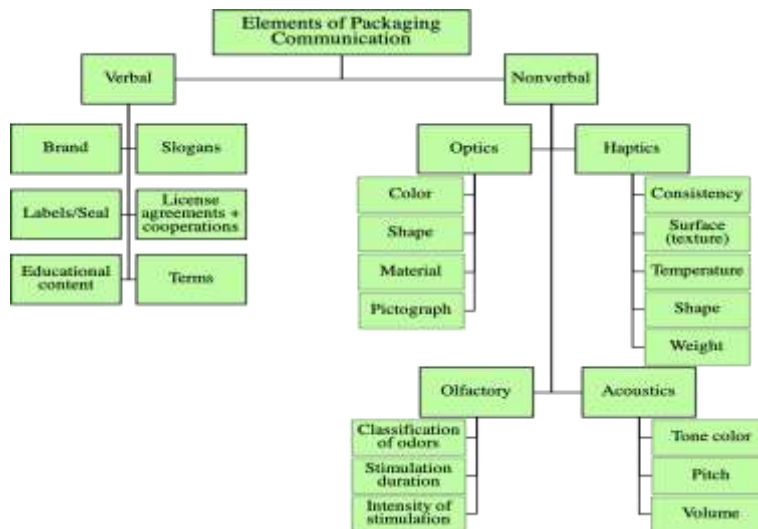 Elements of Packaging
Communication
Verbal
Nonverbal
Brand
Slogans
Labels/Seal
License
agreements +
cooperations
Educational
content
Terms
Optics
Color
Shape
Material
Pictograph
Haptics
Consistency
Surface
(texture)
Temperature
Shape
Weight
Olfactory
Classification
of odors
Stimulation
duration
Intensity of
stimulation
Acoustics
Tone color
Pitch
Volume